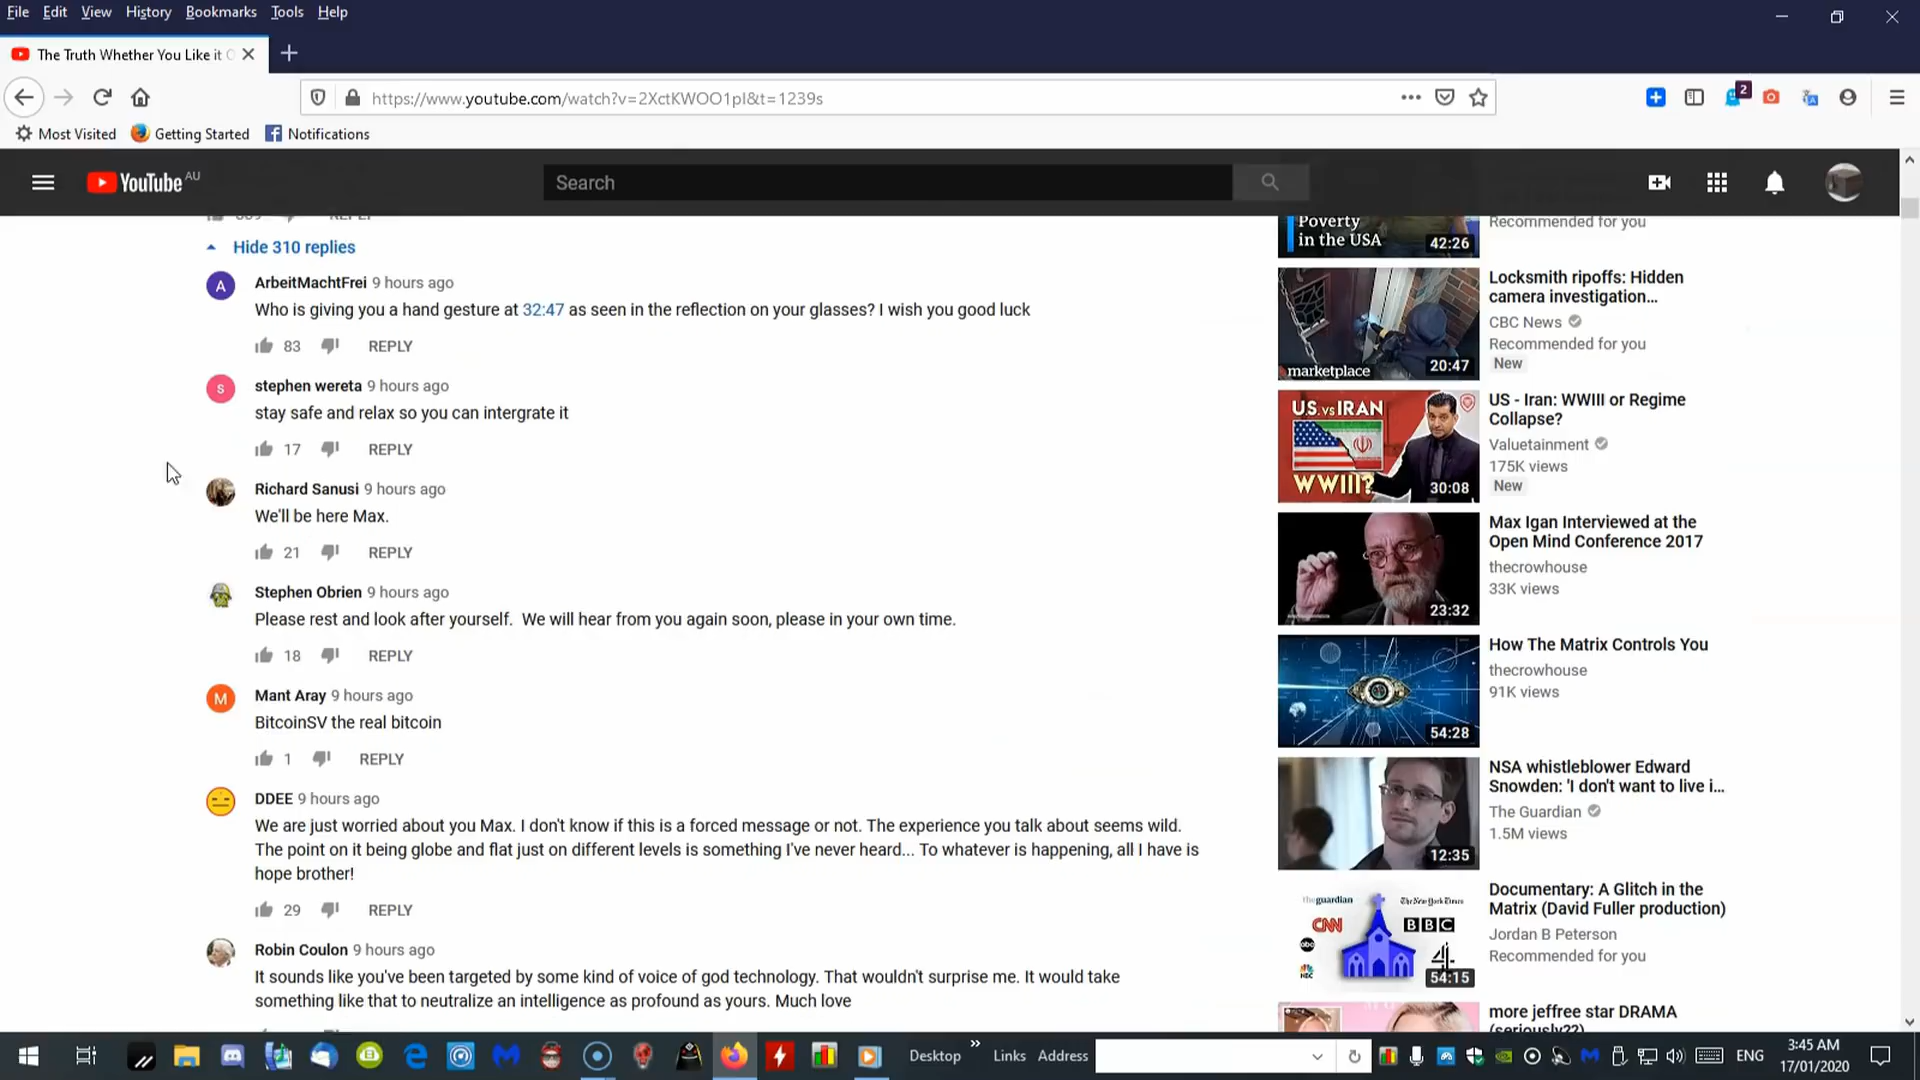 File Edit View History Bookmarks Tools Help
The Truth Whether You Like it O
https://www.youtube.com/watch?v=2XctKWOO1pI&t=1239s
2
Most Visited Getting Started Notifications
YouTube AU
Search
REPLY
Hide 310 replies
ArbeitMachtFrei 9 hours ago
Who is giving you a hand gesture at 32:47 as seen in the reflection on your glasses? I wish you good luck
83 REPLY
stephen wereta 9 hours ago
stay safe and relax so you can intergrate it
17 REPLY
Richard Sanusi 9 hours ago
We'll be here Max.
21 REPLY
Stephen Obrien 9 hours ago
Please rest and look after yourself. We will hear from you again soon, please in your own time.
18 REPLY
Mant Aray 9 hours ago
BitcoinSV the real bitcoin
1 REPLY
DDEE 9 hours ago
We are just worried about you Max. I don't know if this is a forced message or not. The experience you talk about seems wild.
The point on it being globe and flat just on different levels is something I've never heard... To whatever is happening, all I have is
hope brother!
29 REPLY
Robin Coulon 9 hours ago
It sounds like you've been targeted by some kind of voice of god technology. That wouldn't surprise me. It would take
something like that to neutralize an intelligence as profound as yours. Much love
A
s
M
Poverty
in the USA
42:26
Recommended for you
marketplace
20:47
Locksmith ripoffs: Hidden
camera investigation...
CBC News
Recommended for you
New
U.S. vs IRAN
WWIII?
30:08
US - Iran: WWIII or Regime
Collapse?
Valuetainment
175K views
New
23:32
Max Igan Interviewed at the
Open Mind Conference 2017
thecrowhouse
33K views
54:28
How The Matrix Controls You
thecrowhouse
91K views
12:35
NSA whistleblower Edward
Snowden: 'I don't want to live i...
The Guardian
1.5M views
theguardian The New York Times
CNN BBC
abc 4
NBC
54:15
Documentary: A Glitch in the
Matrix (David Fuller production)
Jordan B Peterson
Recommended for you
more jeffree star DRAMA
(seriously??)
Desktop » Links Address
ENG
3:45 AM
17/01/2020